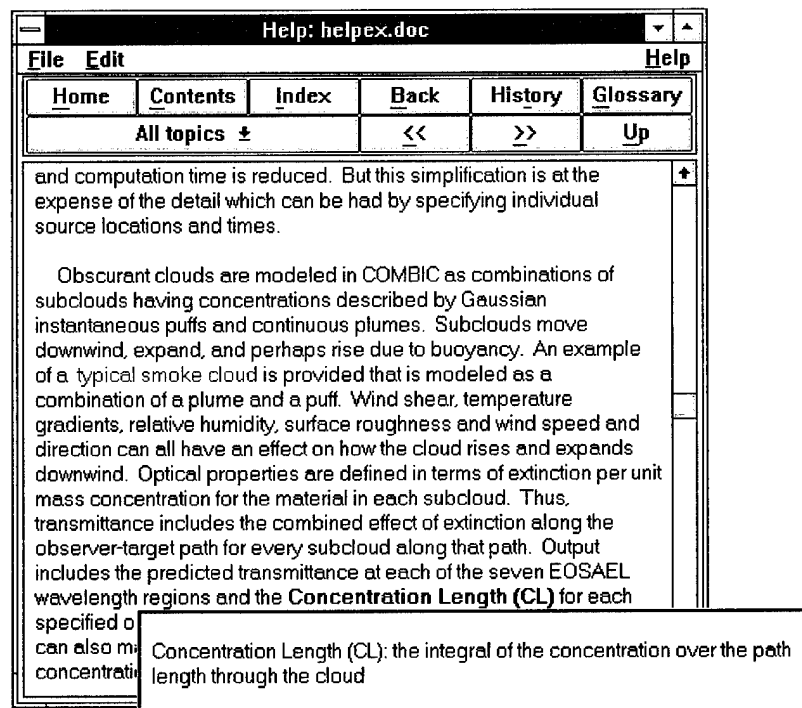 Help: helpex.doc
File Edit Help
Home Contents Index Back History Glossary
All topics << >> Up
and computation time is reduced. But this simplification is at the
expense of the detail which can be had by specifying individual
source locations and times.
Obscurant clouds are modeled in COMBIC as combinations of
subclouds having concentrations described by Gaussian
instantaneous puffs and continuous plumes. Subclouds move
downwind, expand, and perhaps rise due to buoyancy. An example
of a typical smoke cloud is provided that is modeled as a
combination of a plume and a puff. Wind shear, temperature
gradients, relative humidity, surface roughness and wind speed and
direction can all have an effect on how the cloud rises and expands
downwind. Optical properties are defined in terms of extinction per unit
mass concentration for the material in each subcloud. Thus,
transmittance includes the combined effect of extinction along the
observer-target path for every subcloud along that path. Output
includes the predicted transmittance at each of the seven EOSAEL
wavelength regions and the Concentration Length (CL) for each
specified
can also
Concentration Length (CL): the integral of the concentration over the path
length through the cloud